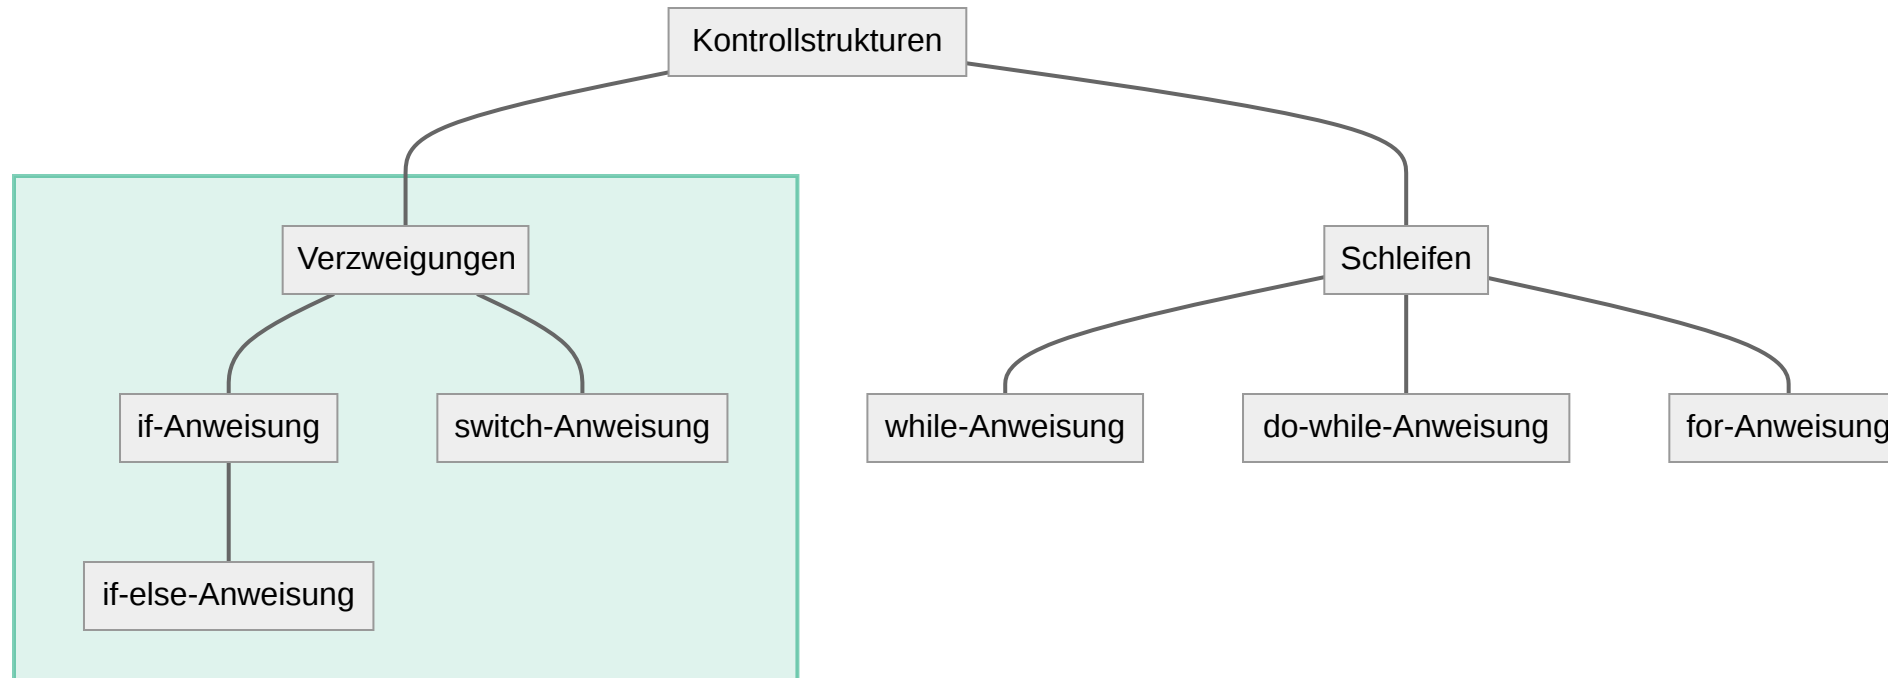 Kontrollstrukturen
Verzweigungen
Schleifen
if-Anweisung
switch-Anweisung
while-Anweisung
do-while-Anweisung
for-Anweisung
if-else-Anweisung